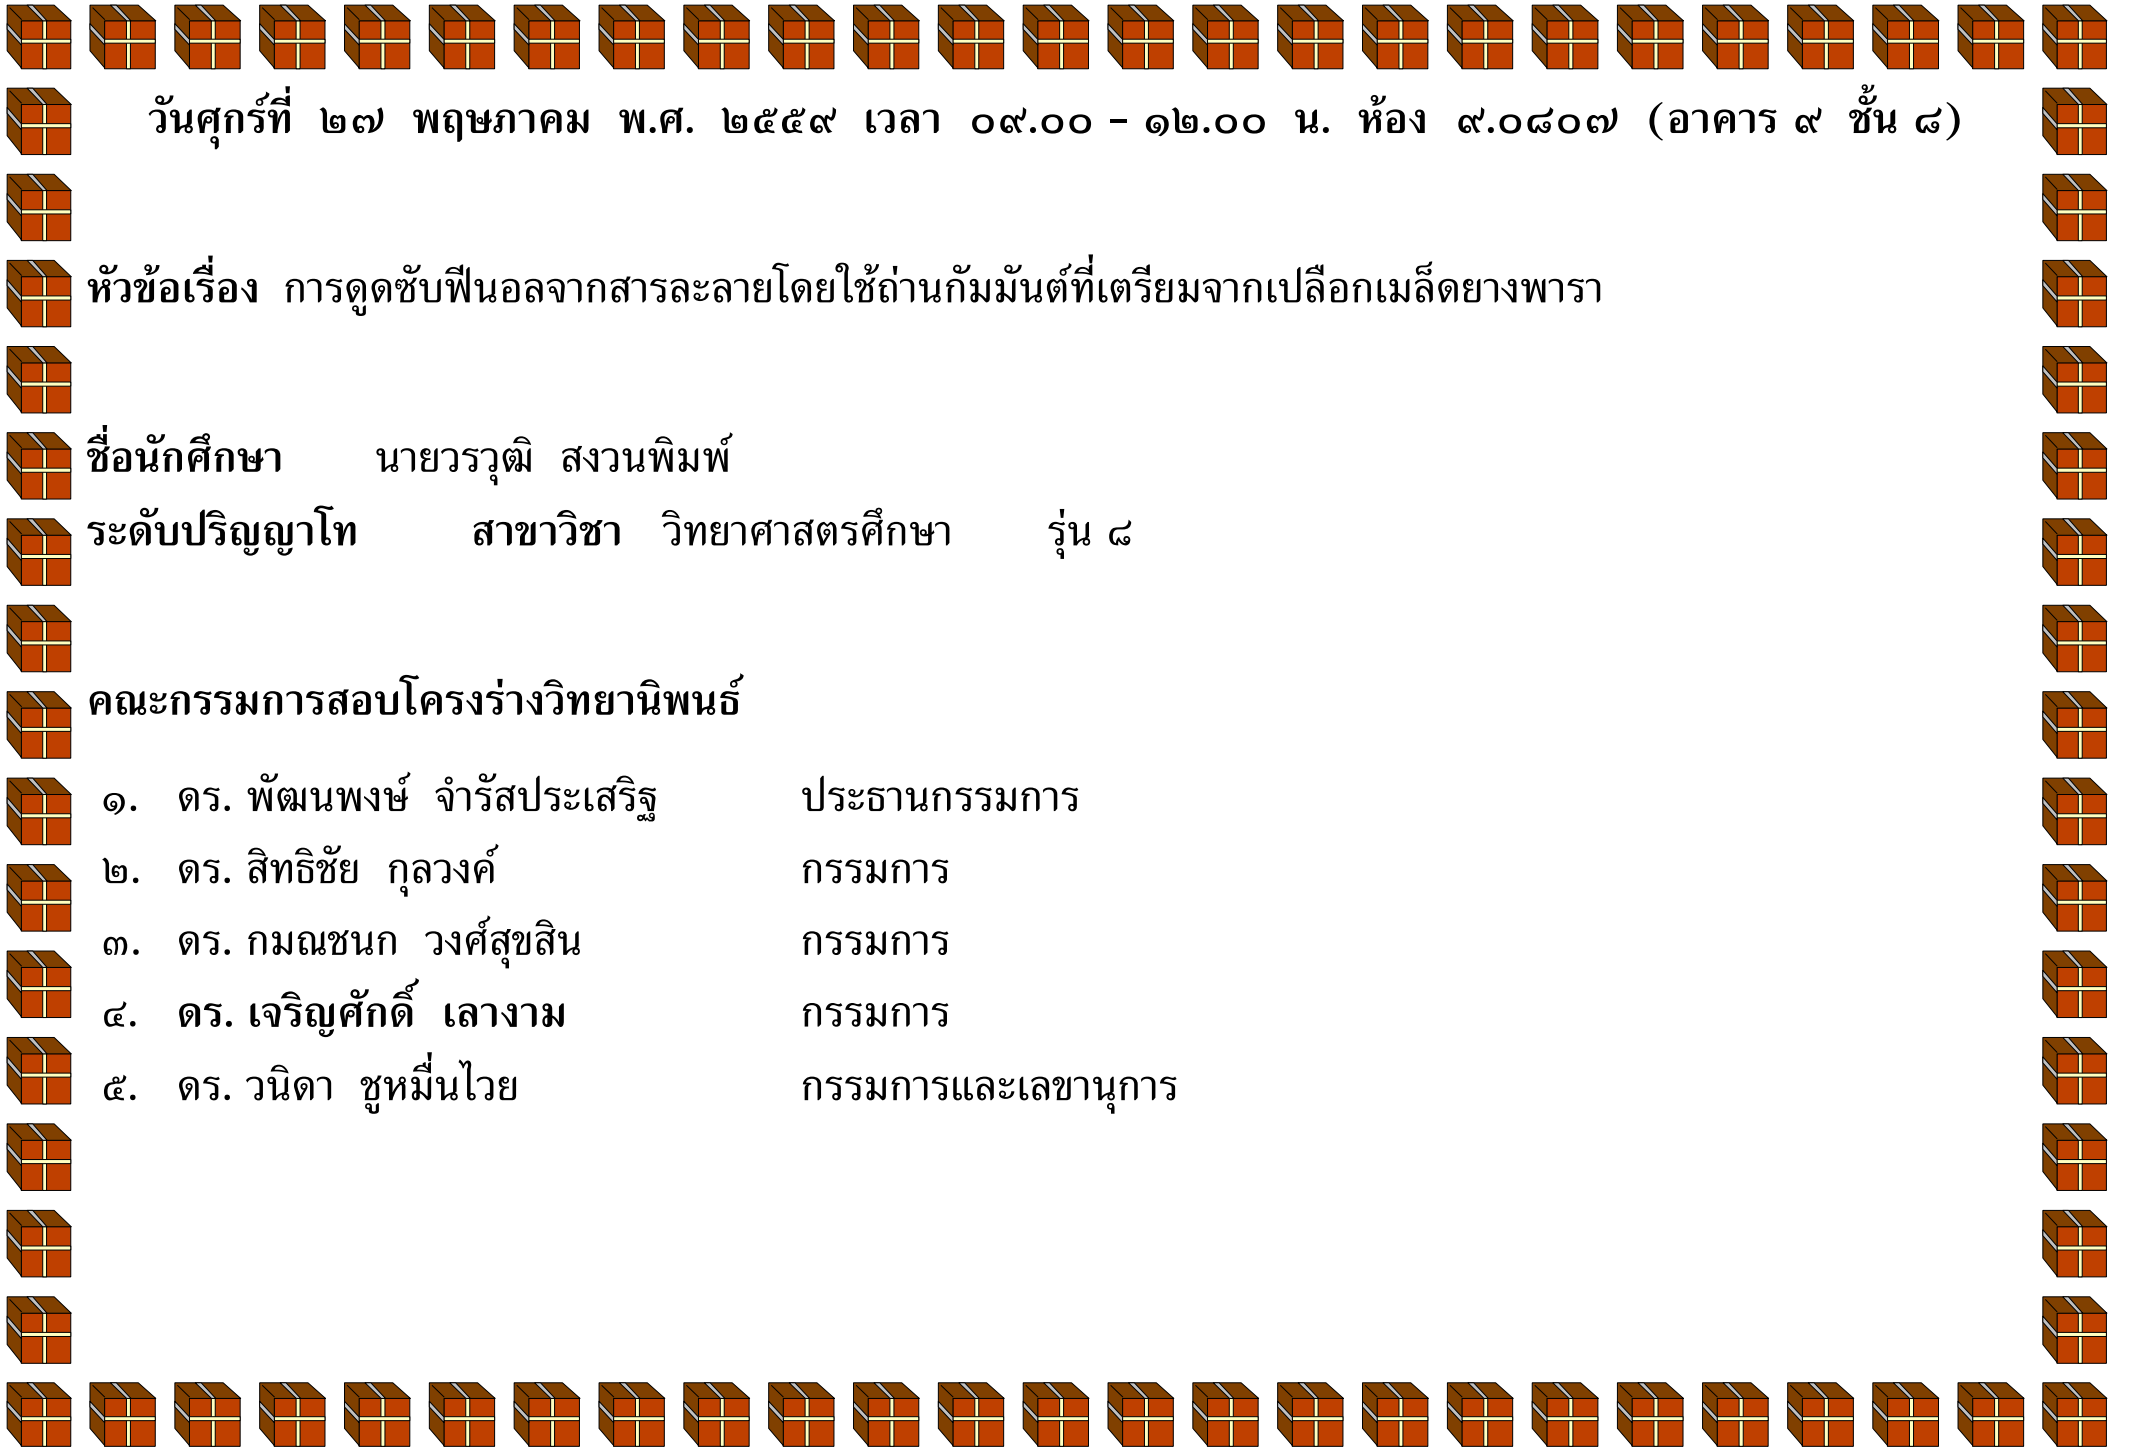 วันศุกร์ที่ ๒๗ พฤษภาคม พ.ศ. ๒๕๕๙ เวลา ๐๙.๐๐ - ๑๒.๐๐ น. ห้อง ๙.๐๘๐๗ (อาคาร ๙ ชั้น ๘)
หัวข้อเรื่อง การดูดซับฟีนอลจากสารละลายโดยใช้ถ่านกัมมันต์ที่เตรียมจากเปลือกเมล็ดยางพารา
ชื่อนักศึกษา นายวรวุฒิ สงวนพิมพ์
ระดับปริญญาโท สาขาวิชา วิทยาศาสตรศึกษา รุ่น ๘
คณะกรรมการสอบโครงร่างวิทยานิพนธ์
๑. ดร. พัฒนพงษ์ จำรัสประเสริฐ ประธานกรรมการ
๒. ดร. สิทธิชัย กุลวงค์ กรรมการ
๓. ดร. กมณชนก วงศ์สุขสิน กรรมการ
๔. ดร. เจริญศักดิ์ เลางาม กรรมการ
๕. ดร. วนิดา ชูหมื่นไวย กรรมการและเลขานุการ